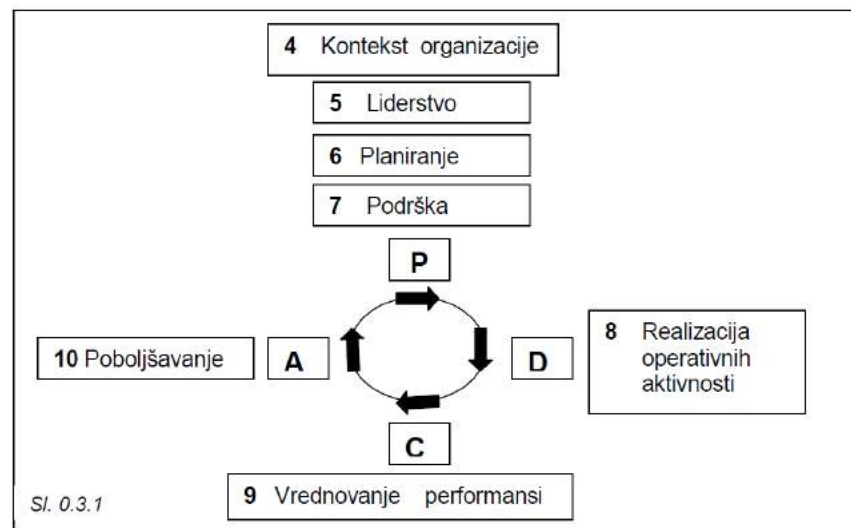 4 Kontekst organizacije
5 Liderstvo
6 Planiranje
7 Podrška
P
10 Poboljšavanje
A
D
8 Realizacija
operativnih
aktivnosti
C
9 Vrednovanje performansi
Sl. 0.3.1